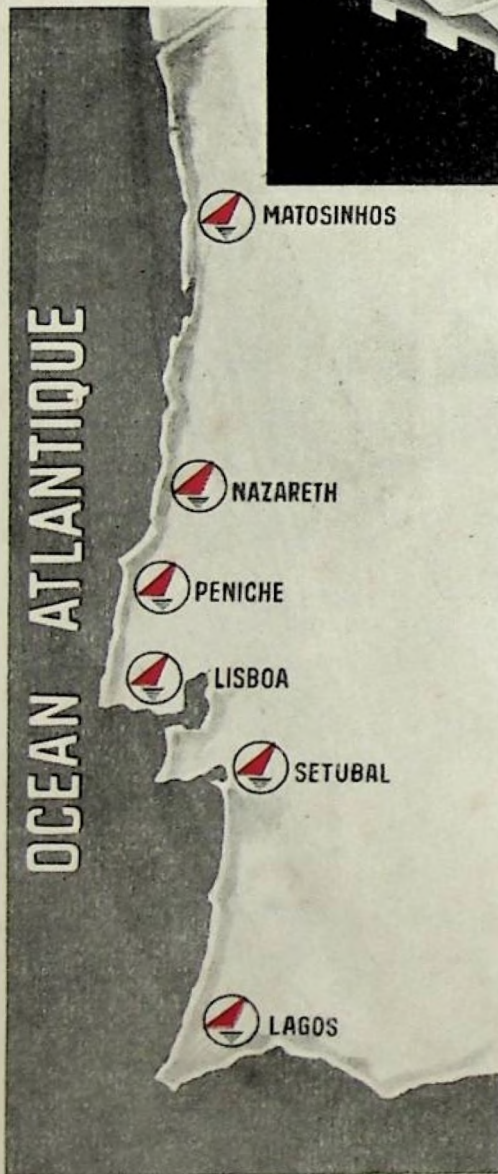 MATOSINHOS
OCEAN ATLANTIQUE
NAZARETH
PENICHE
LISBOA
SETUBAL
LAGOS